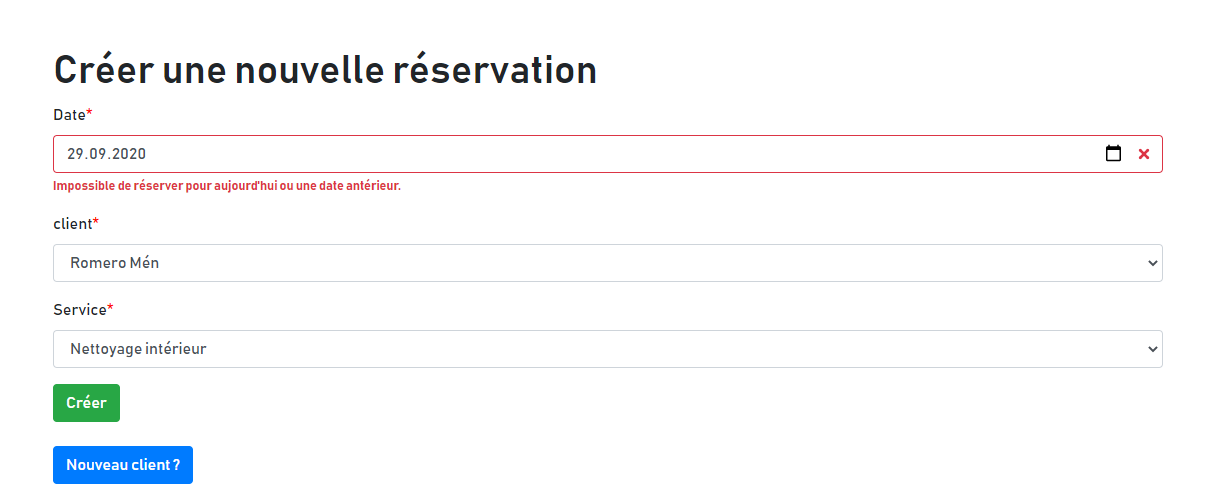 Créer une nouvelle réservation
Date*
29.09.2020
Impossible de réserver pour aujourd'hui ou une date antérieur.
client*
Romero Mén
Service*
Nettoyage intérieur
Créer
Nouveau client ?